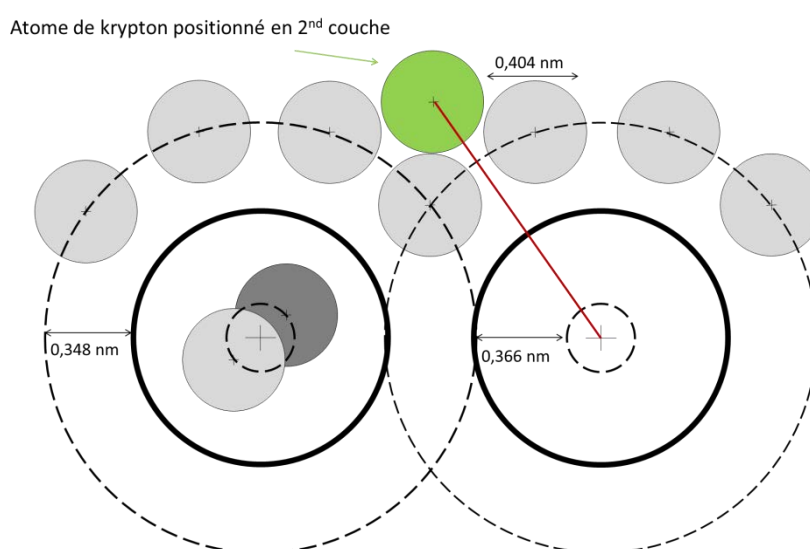 Atome de krypton positionné en 2nd couche
0,404 nm
0,348 nm
0,366 nm